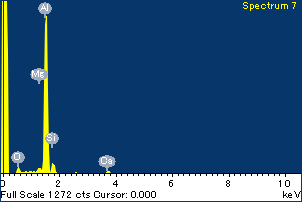 Spectrum 7
Al
Mg
Si
O
Ca
0 2 4 6 8 10
Full Scale 1272 cts Cursor: 0.000 keV